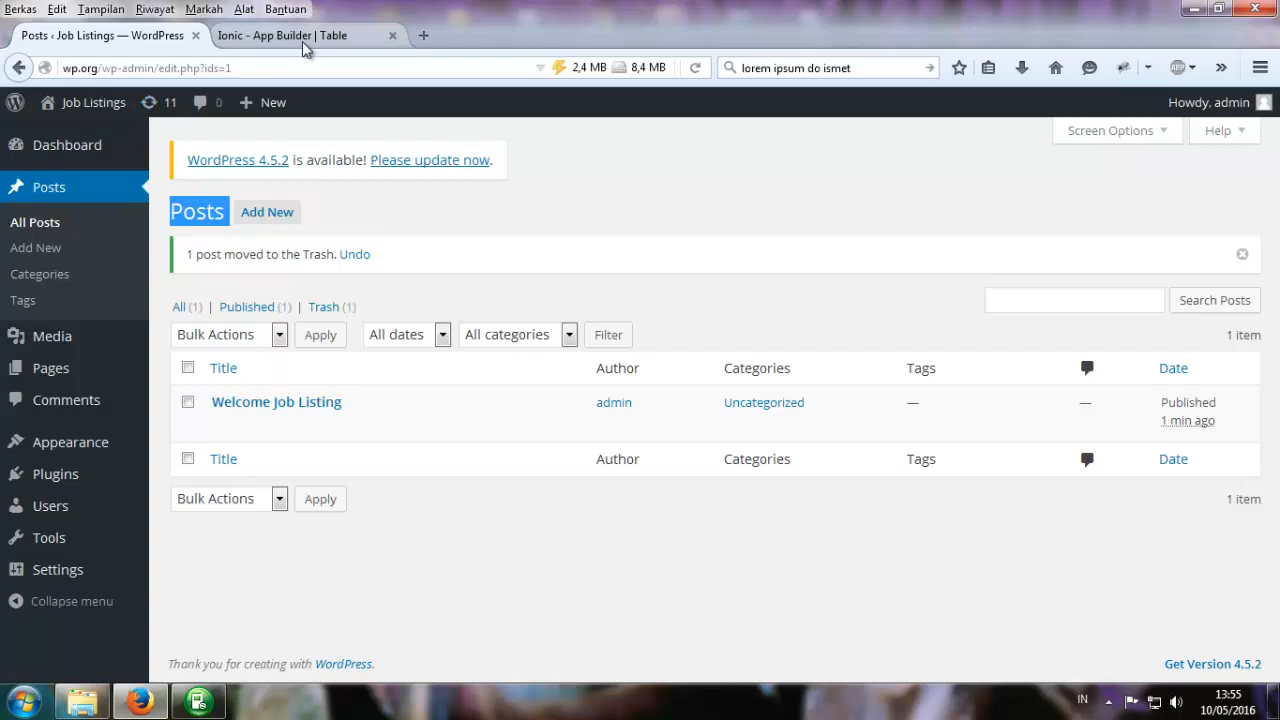 Berkas Edit Tampilan Riwayat Markah Alat Bantuan
Posts ‹ Job Listings — WordPress
Ionic - App Builder | Table
wp.org/wp-admin/edit.php?ids=1
2,4 MB 8,4 MB
lorem ipsum do ismet
Job Listings 11 0 New
Howdy, admin
Screen Options Help
Dashboard
Posts
All Posts
Add New
Categories
Tags
Media
Pages
Comments
Appearance
Plugins
Users
Tools
Settings
Collapse menu
WordPress 4.5.2 is available! Please update now.
Posts Add New
1 post moved to the Trash. Undo
All (1) | Published (1) | Trash (1)
Search Posts
Bulk Actions Apply All dates All categories Filter 1 item
Title Author Categories Tags Date
Welcome Job Listing admin Uncategorized — — Published
1 min ago
Title Author Categories Tags Date
Bulk Actions Apply 1 item
Thank you for creating with WordPress.
Get Version 4.5.2
IN
13:55
10/05/2016